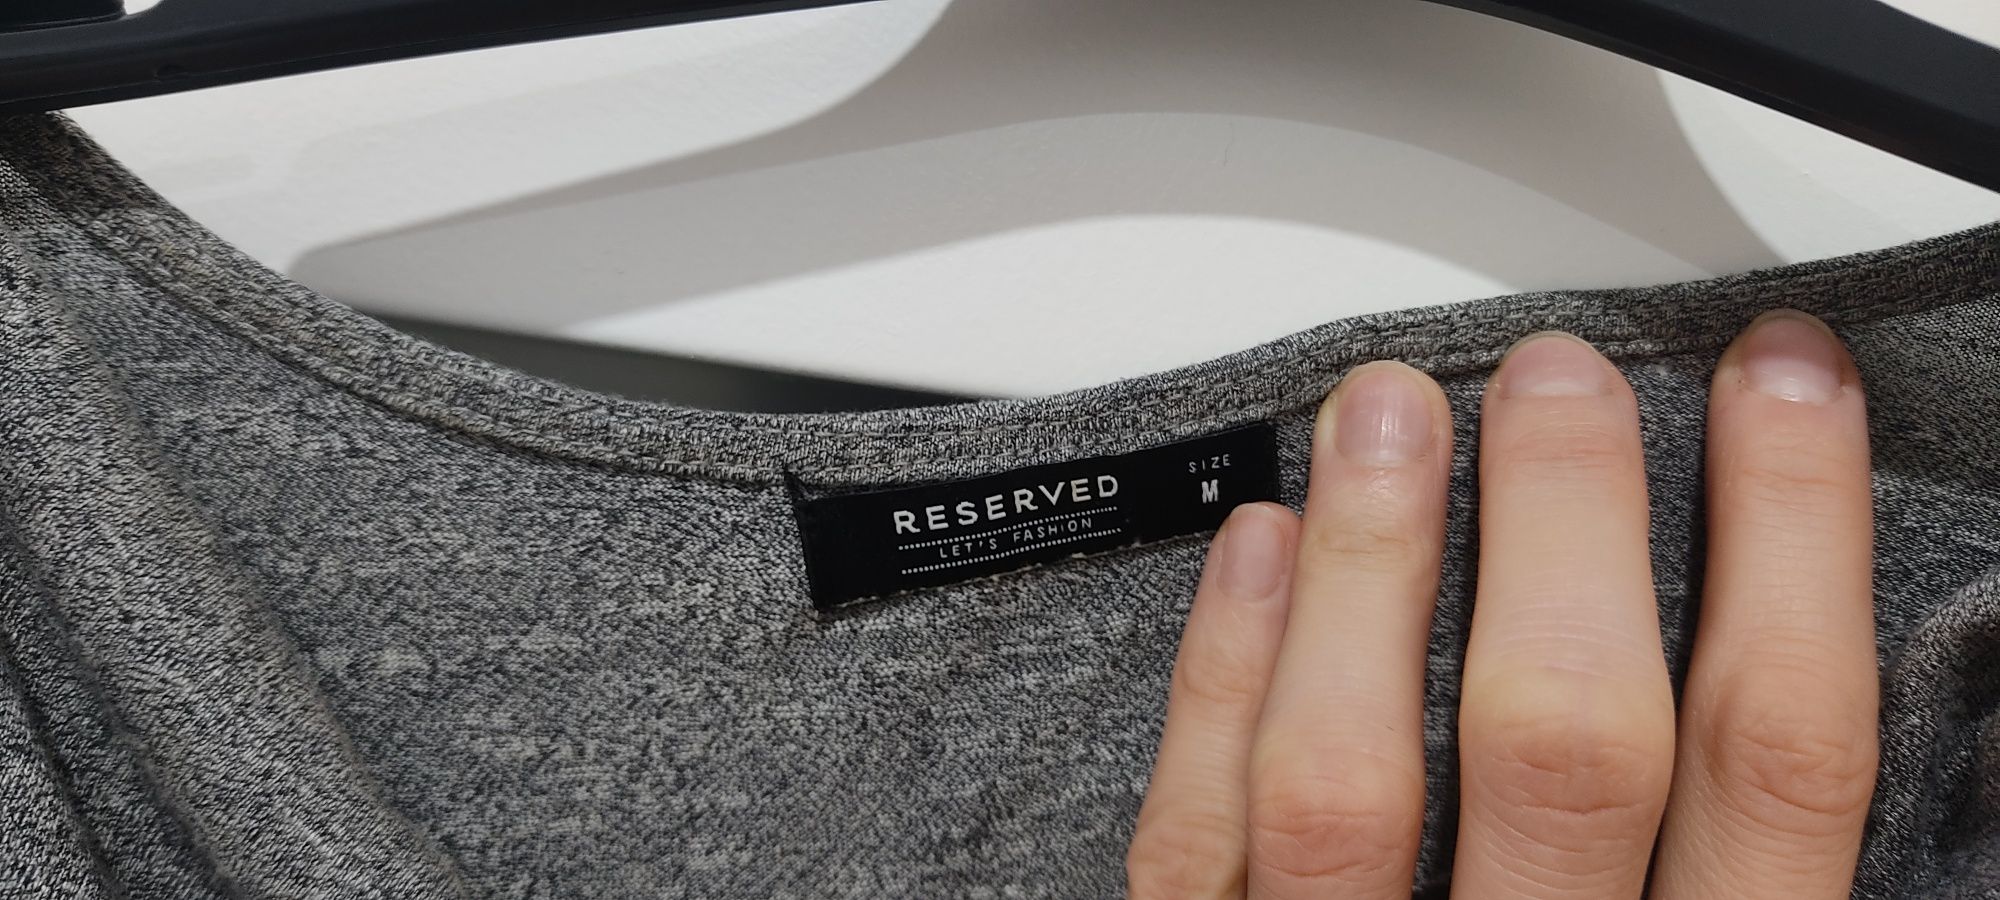 RESERVED
LET'S FASHION
SIZE
M